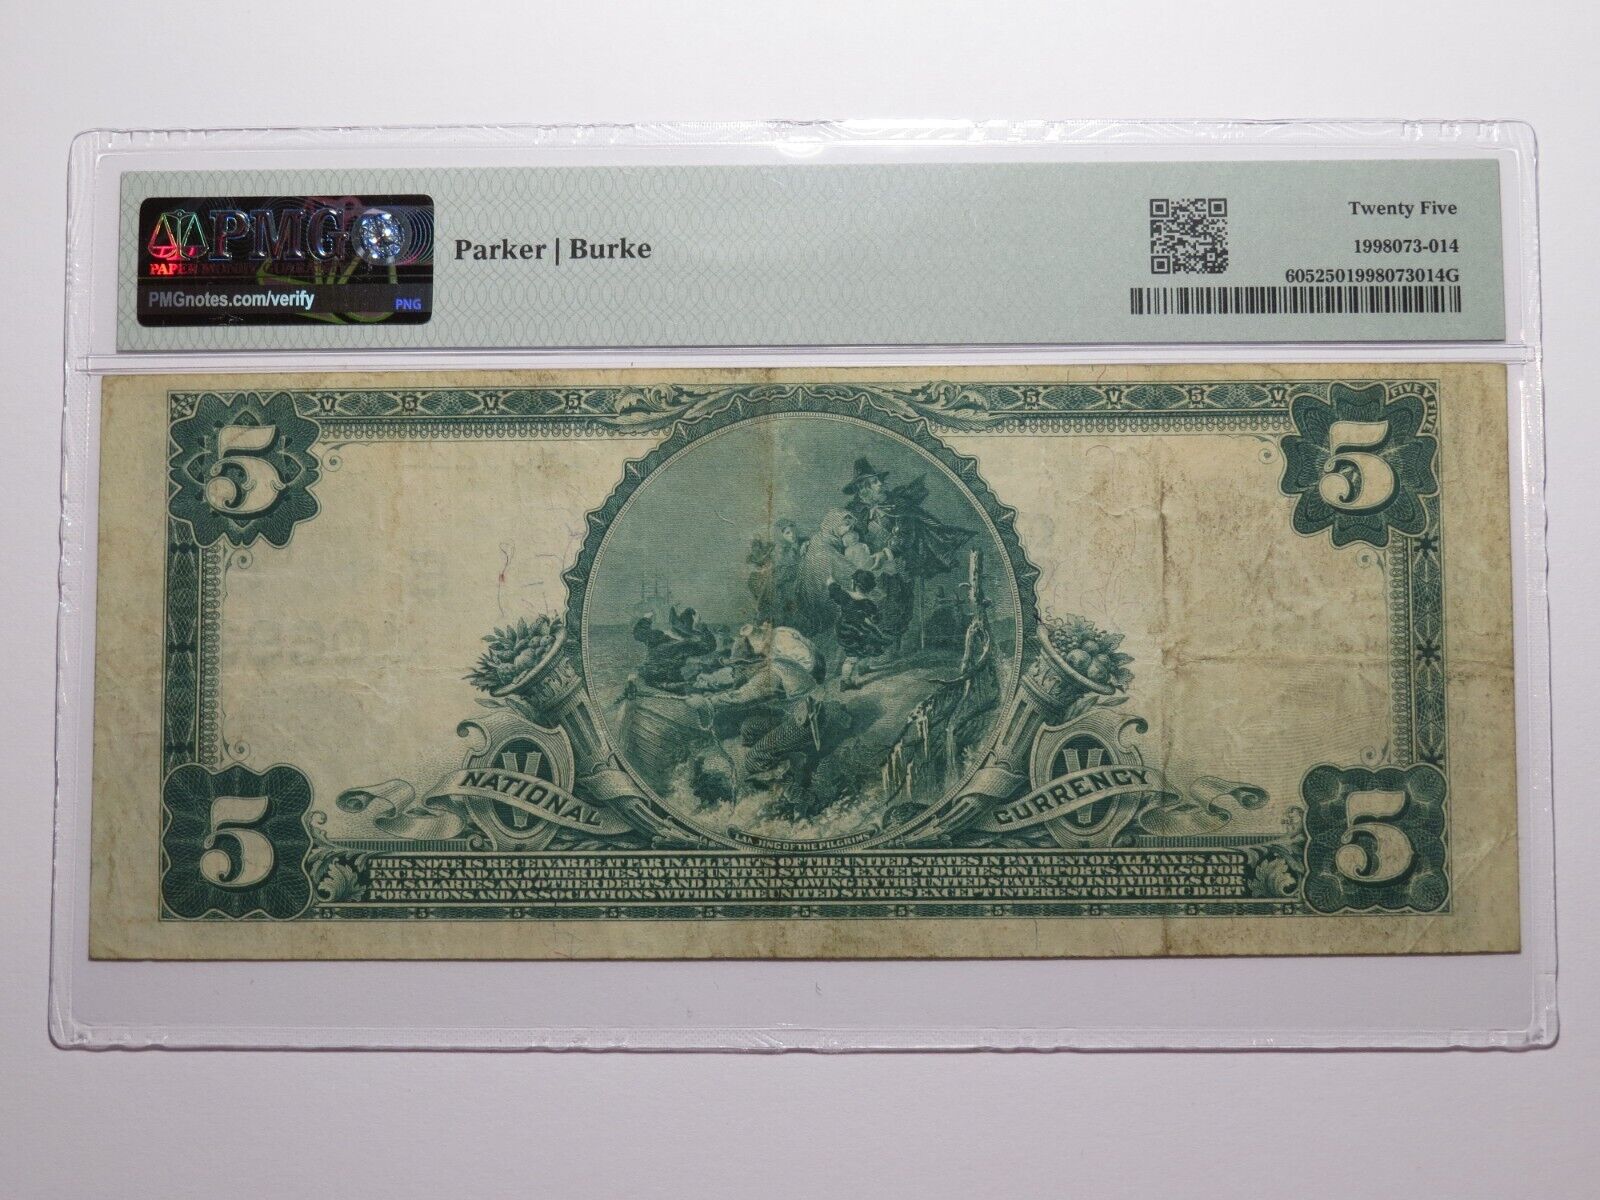 PMG
PAPER MONEY GUARANTY
PMGnotes.com/verify
PNG
Parker | Burke
Twenty Five
1998073-014
6052501998073014G
V 5 V 5
5 V 5 V
FIVE V FIVE
5
5
NATIONAL
V
CURRENCY
V
LANDING OF THE PILGRIMS
5
5
THIS NOTE IS RECEIVABLE AT PAR IN ALL PARTS OF THE UNITED STATES IN PAYMENT OF ALL TAXES AND
EXCISES AND ALL OTHER DUES TO THE UNITED STATES EXCEPT DUTIES ON IMPORTS AND ALSO FOR
ALL SALARIES AND OTHER DEBTS AND DEMANDS OWING BY THE UNITED STATES TO INDIVIDUALS COR
PORATIONS AND ASSOCIATIONS WITHIN THE UNITED STATES EXCEPT INTEREST ON PUBLIC DEBT